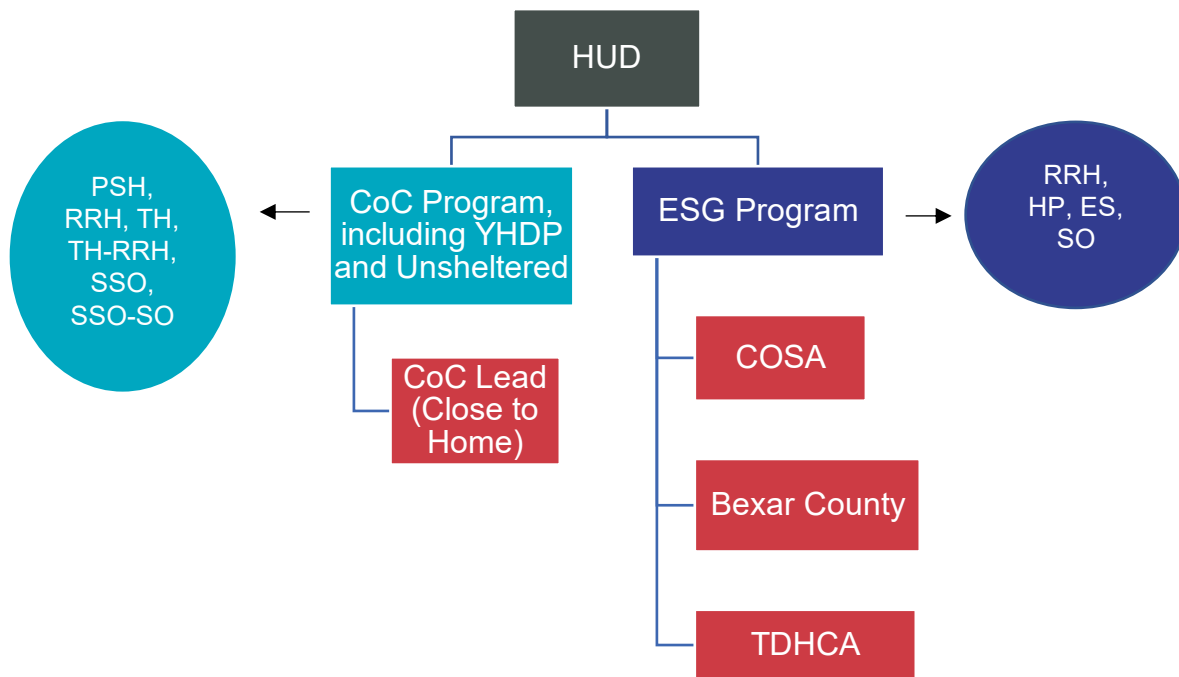 HUD
PSH,
RRH, TH,
TH-RRH,
SSO,
SSO-SO
CoC Program,
including YHDP
and Unsheltered
ESG Program
RRH,
HP, ES,
SO
CoC Lead
(Close to
Home)
COSA
Bexar County
TDHCA